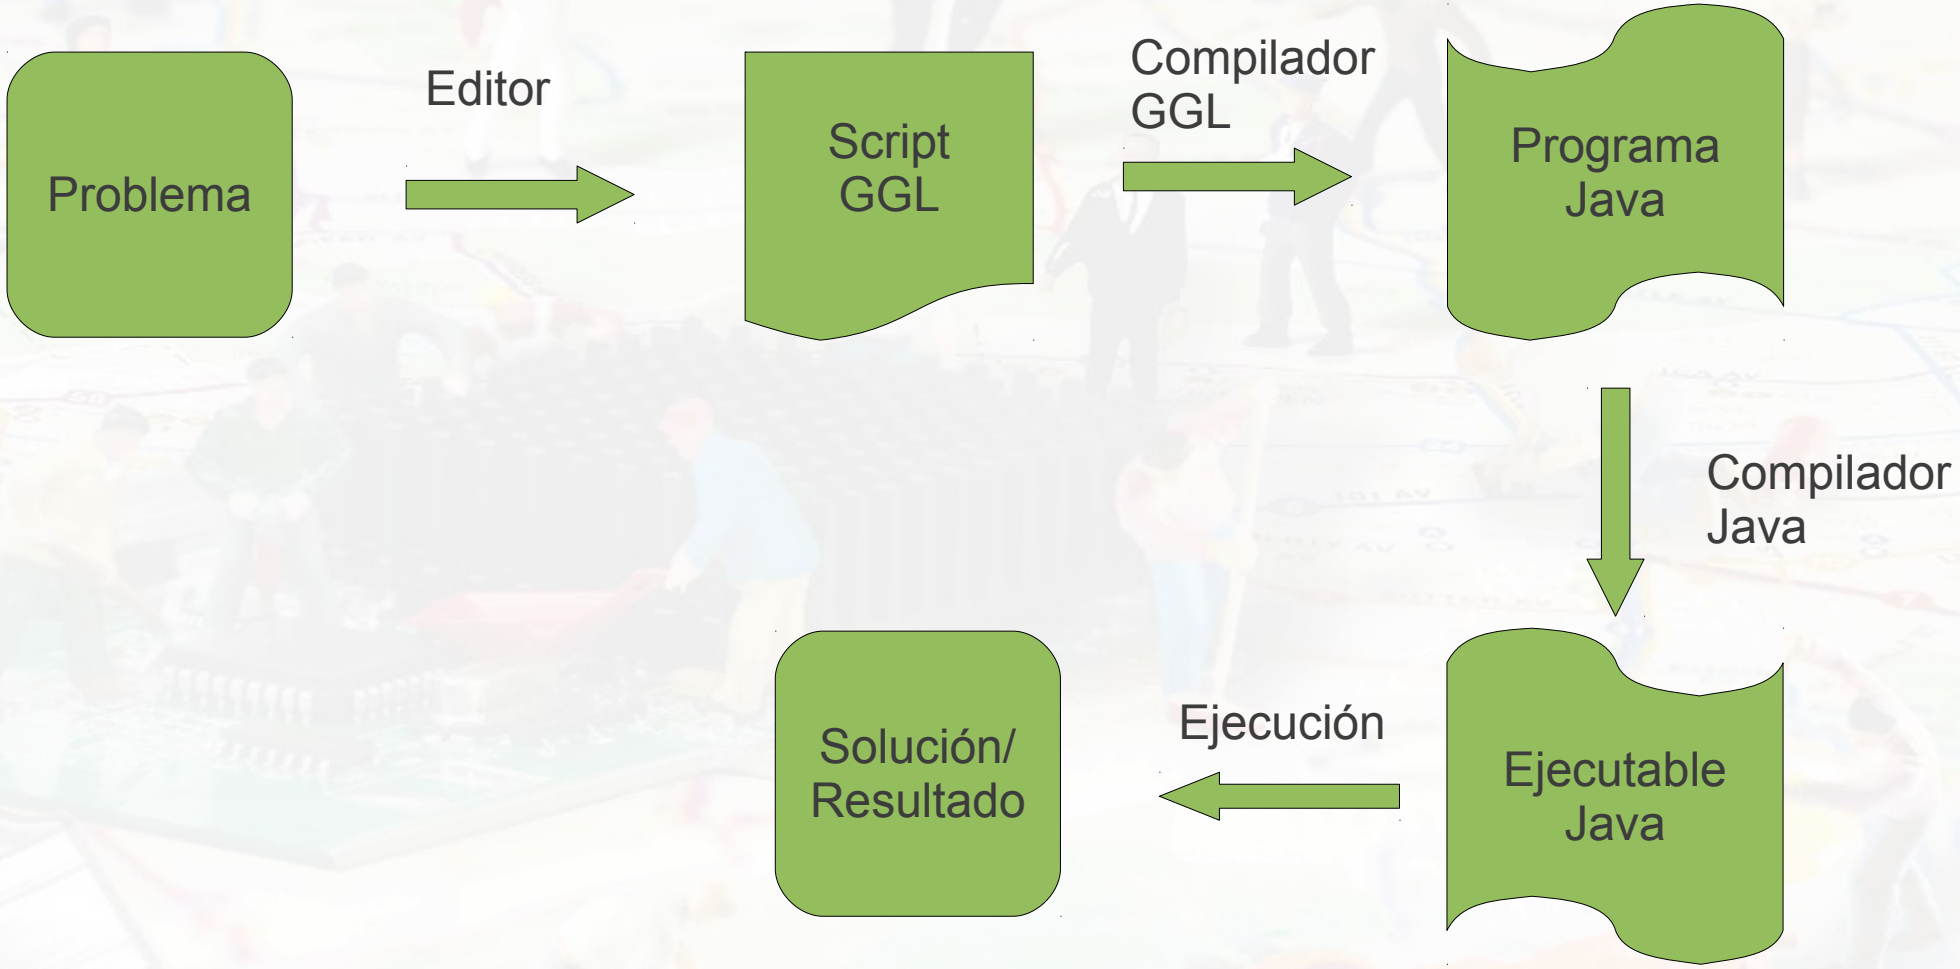 Problema
Editor
Script
GGL
Compilador
GGL
Programa
Java
Compilador
Java
Ejecutable
Java
Ejecución
Solución/
Resultado